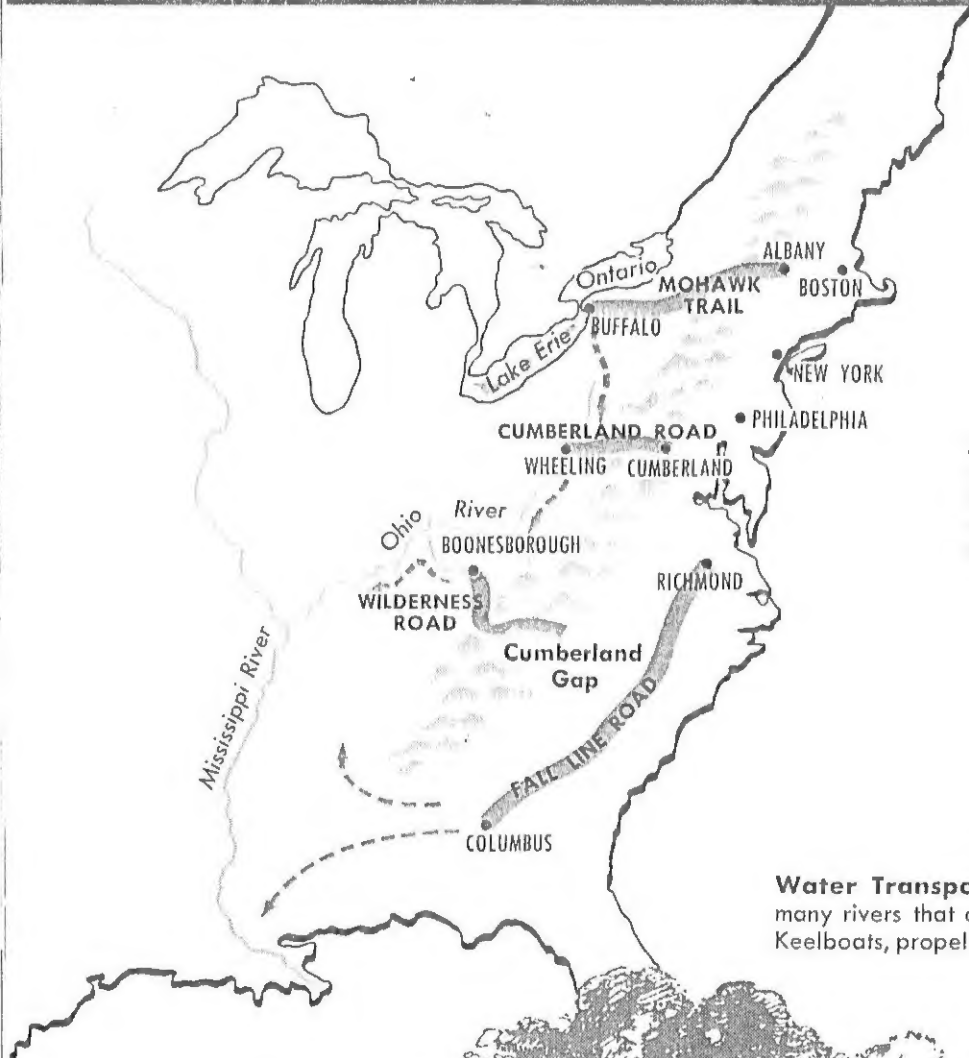 Ontario
ALBANY
MOHAWK
TRAIL
BOSTON
BUFFALO
Lake Erie
NEW YORK
PHILADELPHIA
CUMBERLAND ROAD
WHEELING
CUMBERLAND
Ohio
River
BOONESBOROUGH
RICHMOND
WILDERNESS
ROAD
Cumberland
Gap
Mississippi River
FALL LINE ROAD
COLUMBUS
Water Transpo
many rivers that
Keelboats, propel